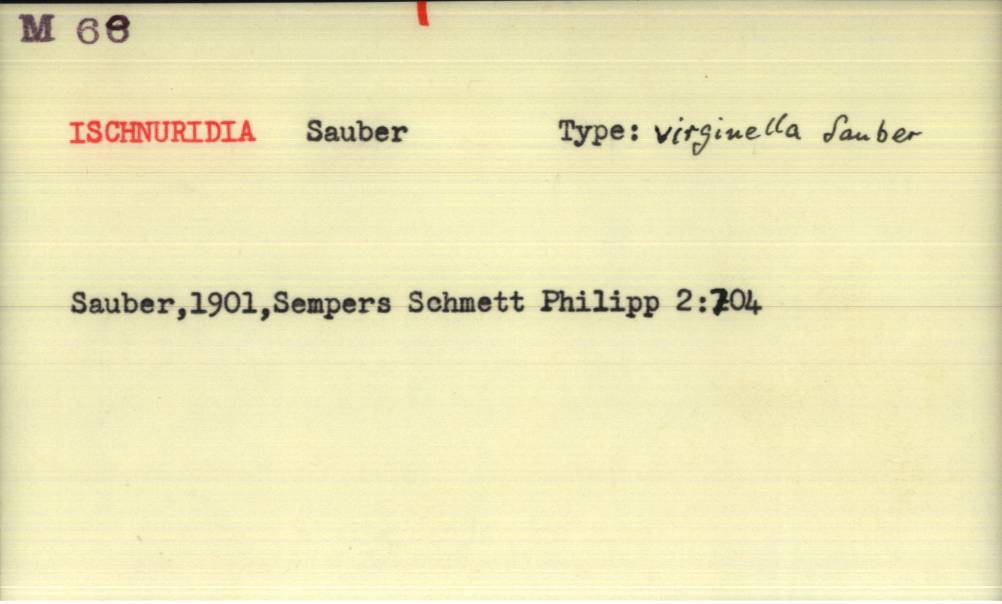 M 68
ISCHNURIDIA Sauber Type: virginella Sauber
Sauber,1901,Sempers Schmett Philipp 2:704